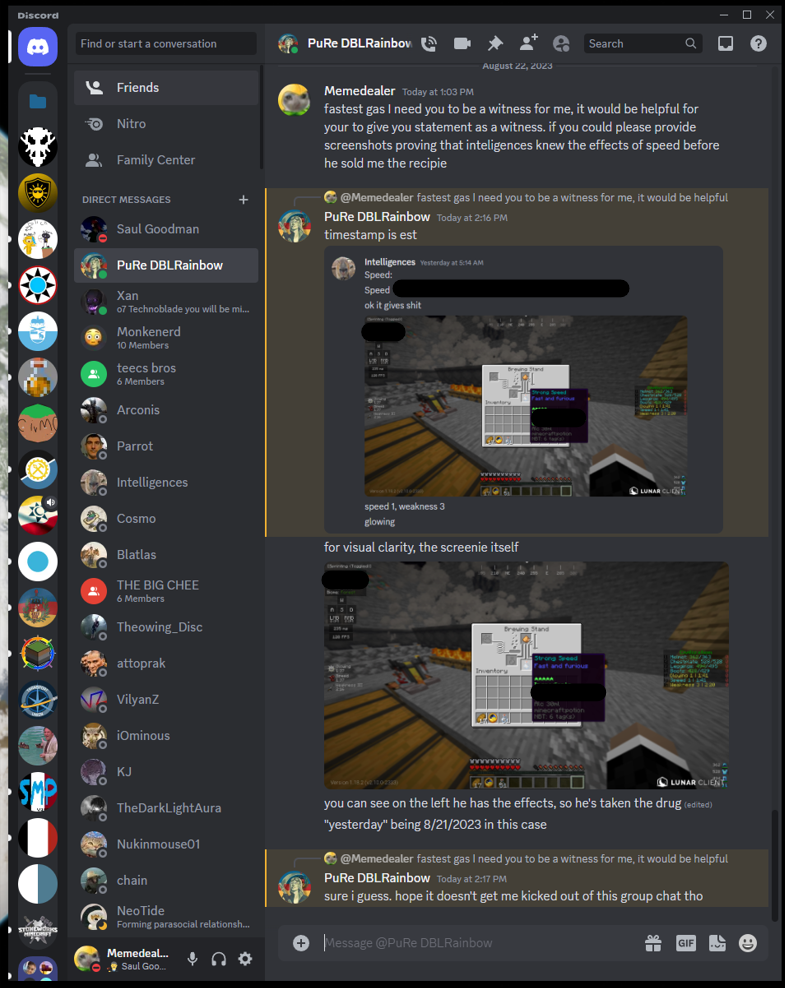 Discord
Find or start a conversation
PuRe DBLRainbow
Search
Friends
Nitro
Family Center
DIRECT MESSAGES
Saul Goodman
PuRe DBLRainbow
Xan
o7 Technoblade you will be mi...
Monkenerd
10 Members
teecs bros
6 Members
Arconis
Parrot
Intelligences
Cosmo
Blatlas
THE BIG CHEE
6 Members
Theowing_Disc
attoprak
VilyanZ
iOminous
KJ
TheDarkLightAura
Nukinmouse01
chain
NeoTide
Forming parasocial relationsh...
Memedeal...
Saul Goo...
CIVMC
SMP
STONEWORKS
MINECRAFT
August 22, 2023
Memedealer Today at 1:03 PM
fastest gas I need you to be a witness for me, it would be helpful for
your to give you statement as a witness. if you could please provide
screenshots proving that inteligences knew the effects of speed before
he sold me the recipie
@Memedealer fastest gas I need you to be a witness for me, it would be helpful
PuRe DBLRainbow Today at 2:16 PM
timestamp is est
Intelligences Yesterday at 5:14 AM
Speed:
Speed
ok it gives shit
Brewing Stand
Strong Speed
Fast and furious
Inventory
LUNAR CLIENT
speed 1, weakness 3
glowing
for visual clarity, the screenie itself
Brewing Stand
Strong Speed
Fast and furious
Inventory
LUNAR CLIENT
you can see on the left he has the effects, so he's taken the drug (edited)
"yesterday" being 8/21/2023 in this case
@Memedealer fastest gas I need you to be a witness for me, it would be helpful
PuRe DBLRainbow Today at 2:17 PM
sure i guess. hope it doesn't get me kicked out of this group chat tho
Message @PuRe DBLRainbow
GIF